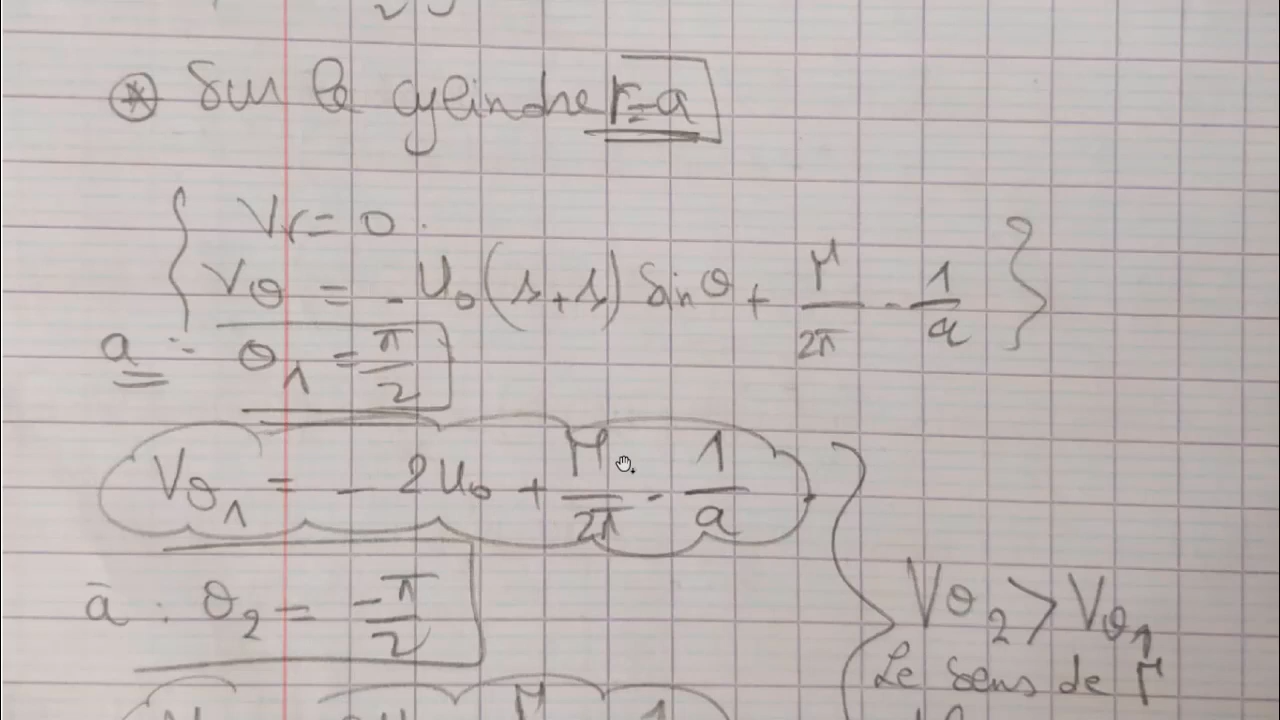 ⊛ Sur le cylindre r=a
Vr = 0.
Vθ = -U₀(1+1) sinθ + Γ/2π · 1/a
a : θ₁ = π/2
Vθ₁ = -2U₀ + Γ/2π · 1/a
à : θ₂ = -π/2
Vθ₂ > Vθ₁
Le sens de Γ